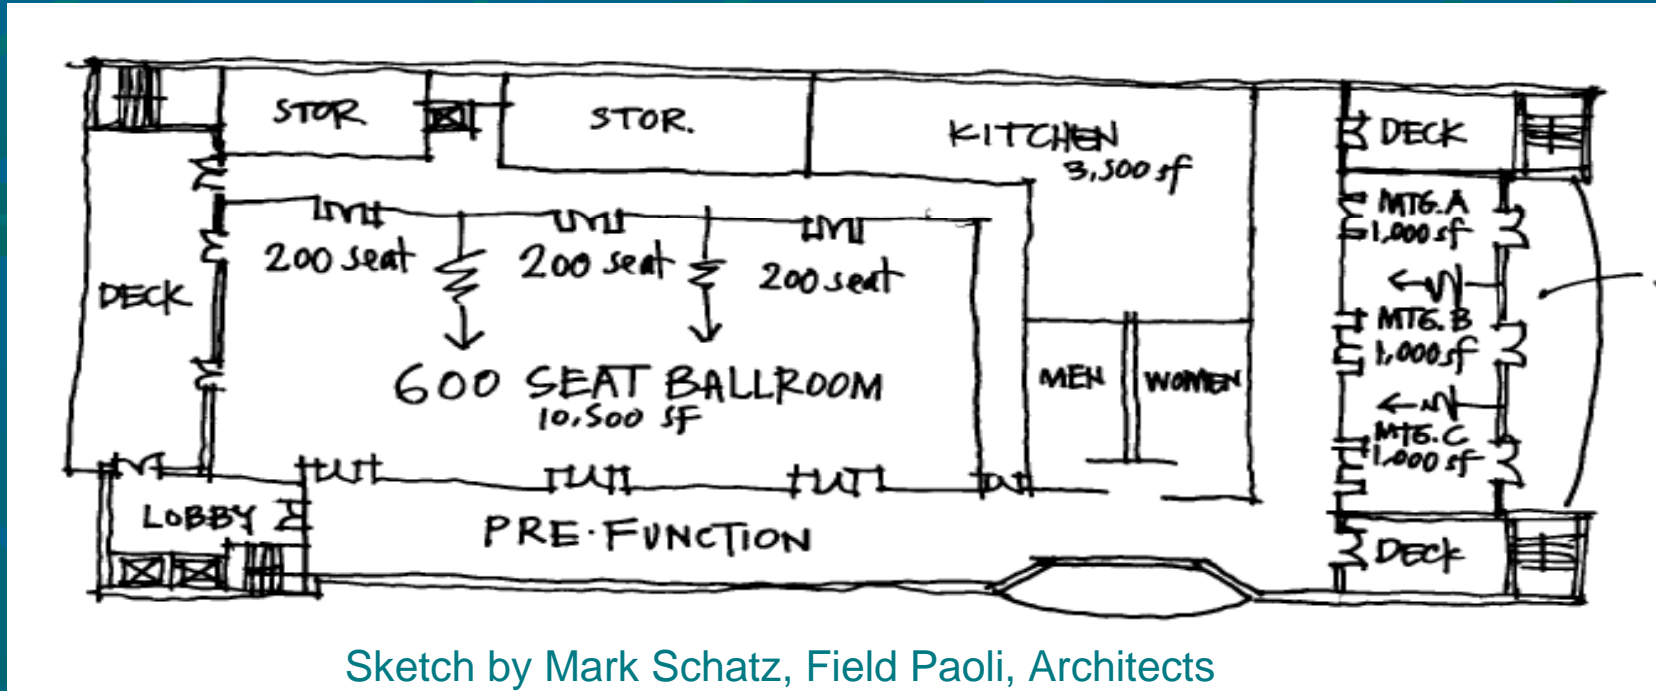 STOR.
STOR.
KITCHEN
3,500 sf
DECK
MTG. A
1,000 sf
200 seat
200 seat
200 seat
DECK
MTG. B
1,000 sf
600 SEAT BALLROOM
10,500 SF
MEN
WOMEN
MTG. C
1,000 sf
LOBBY
PRE-FUNCTION
DECK
Sketch by Mark Schatz, Field Paoli, Architects